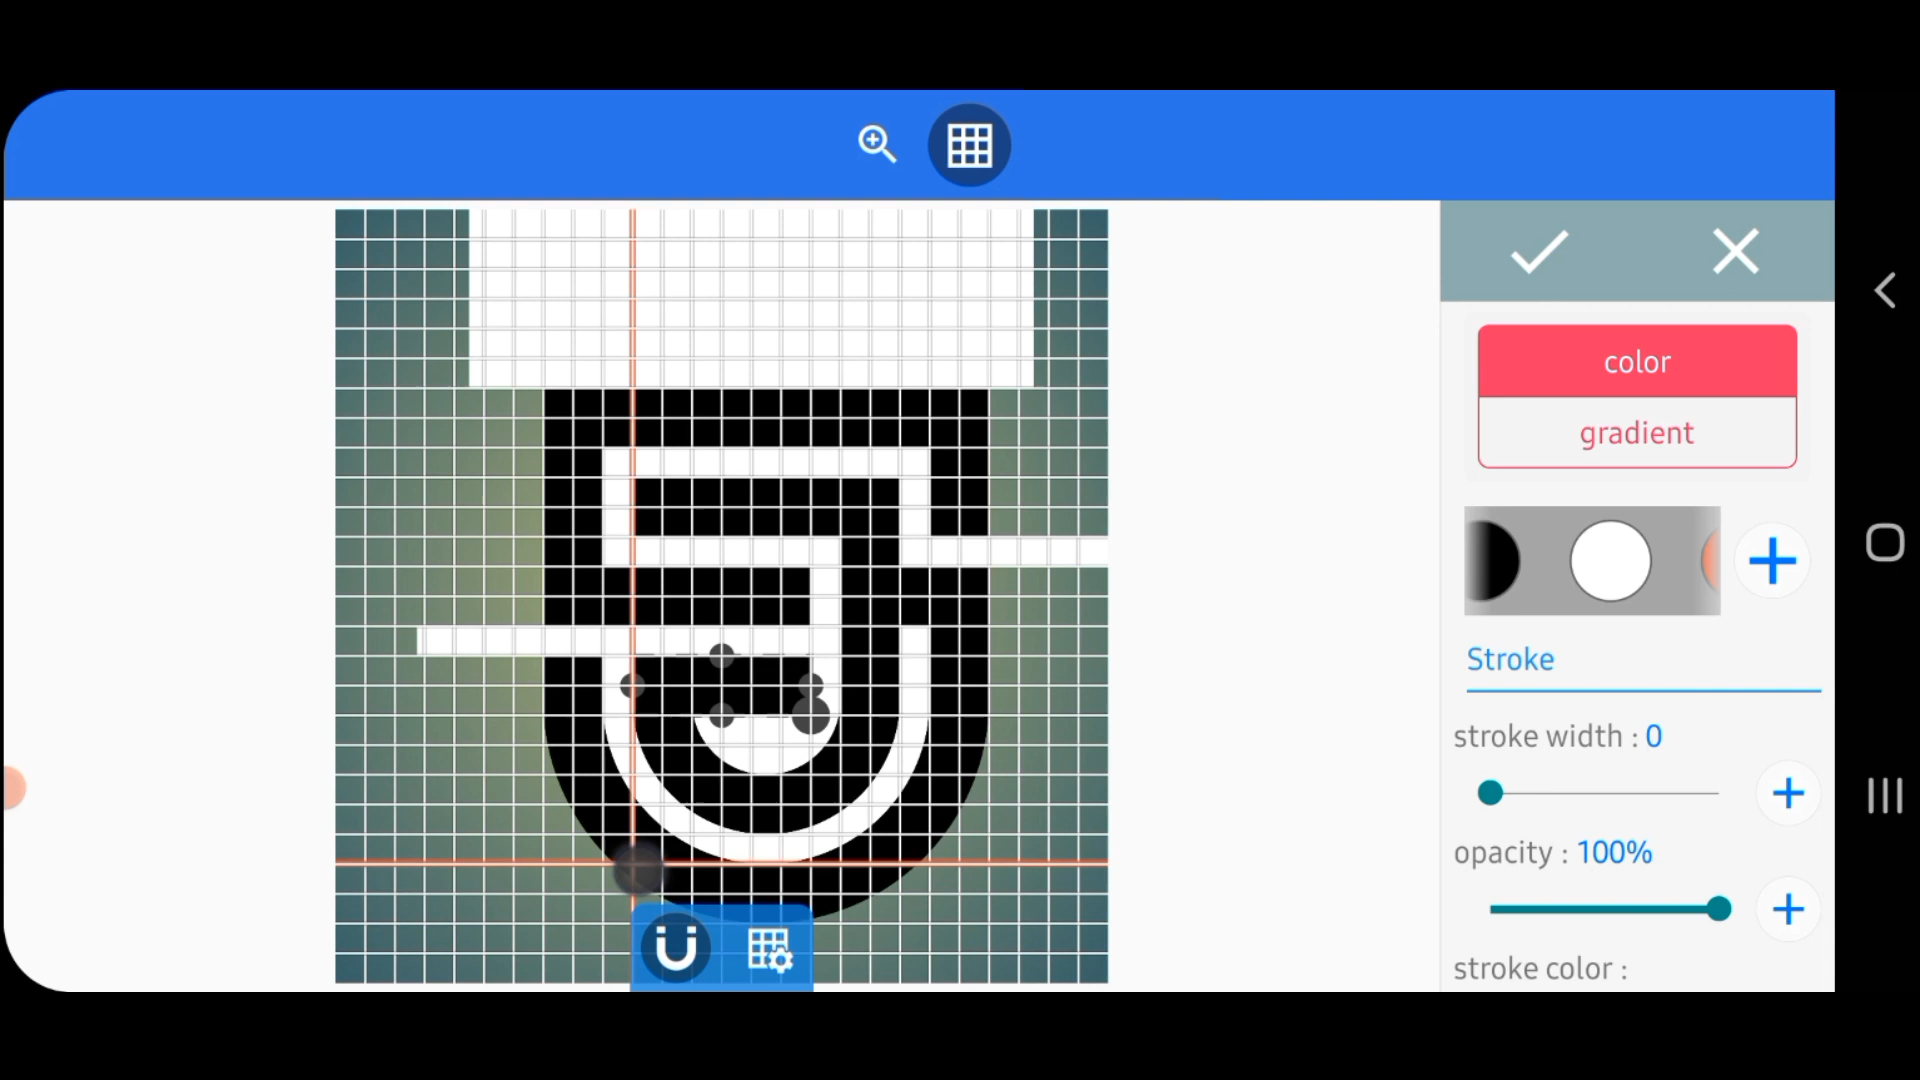 color
gradient
Stroke
stroke width : 0
opacity : 100%
stroke color :